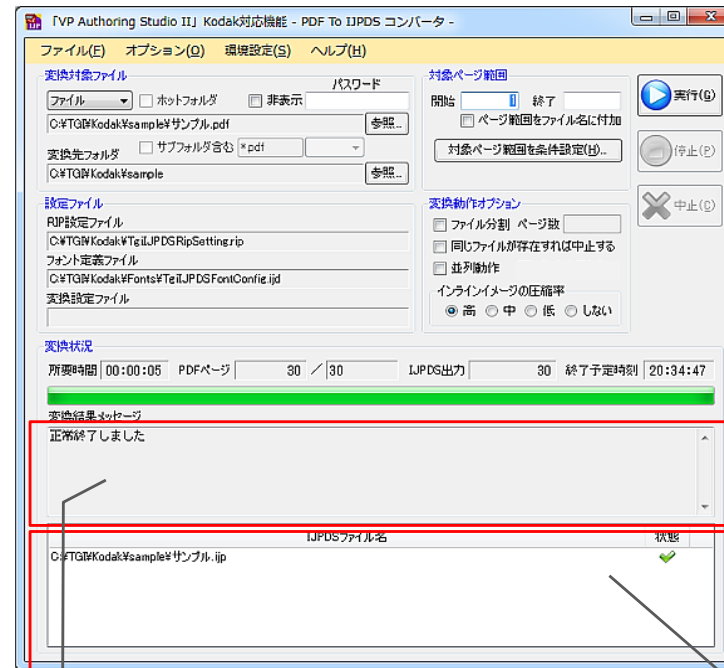 「VP Authoring Studio II」Kodak対応機能 - PDF To IJPDS コンバータ -
ファイル(F) オプション(O) 環境設定(S) ヘルプ(H)
変換対象ファイル
パスワード
ファイル ホットフォルダ 非表示
C:¥TGI¥Kodak¥sample¥サンプル.pdf 参照...
変換先フォルダ サブフォルダ含む *pdf
C:¥TGI¥Kodak¥sample 参照...
対象ページ範囲
開始 1 終了
ページ範囲をファイル名に付加
対象ページ範囲を条件設定(H)..
実行(G)
停止(P)
中止(C)
設定ファイル
RIP設定ファイル
C:¥TGI¥Kodak¥TgiIJPDSRipSetting.rip
フォント定義ファイル
C:¥TGI¥Kodak¥Fonts¥TgiIJPDSFontConfig.ijd
変換設定ファイル
変換動作オプション
ファイル分割 ページ数
同じファイルが存在すれば中止する
並列動作
インラインイメージの圧縮率
高 中 低 しない
変換状況
所要時間 00:00:05 PDFページ 30 / 30 IJPDS出力 30 終了予定時刻 20:34:47
変換結果メッセージ
正常終了しました
IJPDSファイル名 状態
C:¥TGI¥Kodak¥sample¥サンプル.ijp